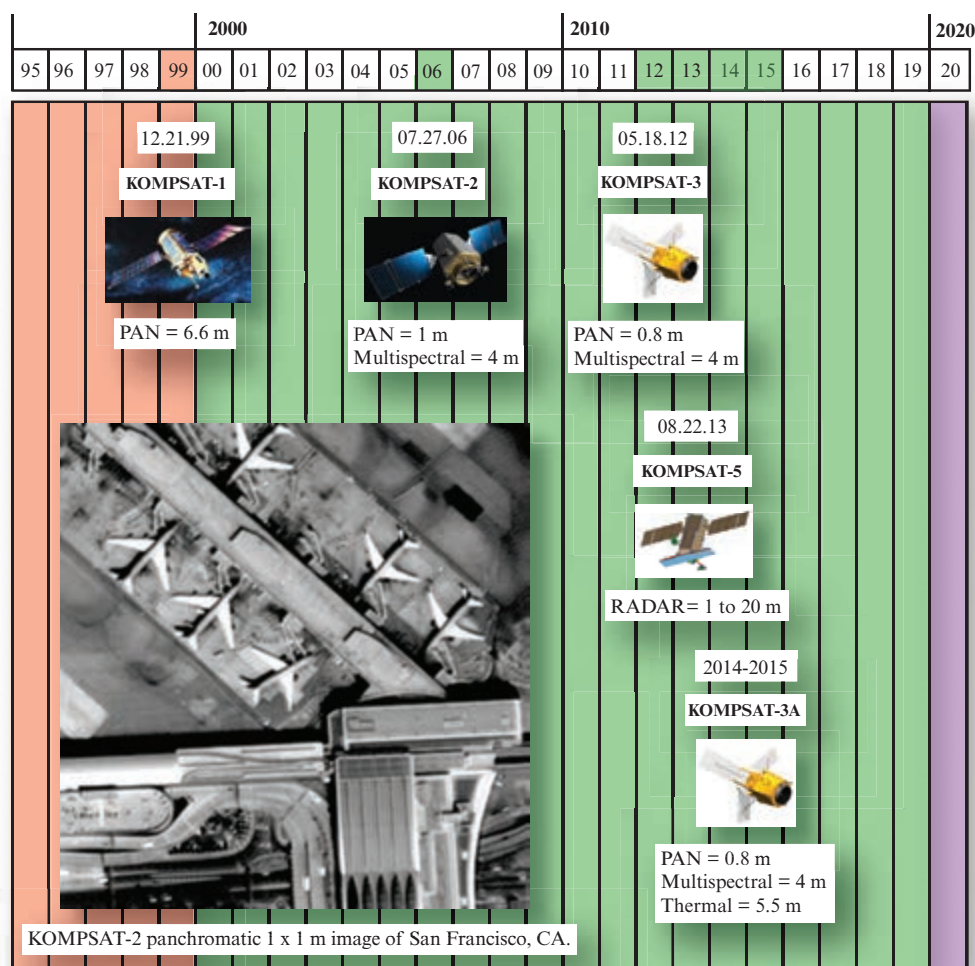 2000
2010
2020
95 96 97 98 99 00 01 02 03 04 05 06 07 08 09 10 11 12 13 14 15 16 17 18 19 20
12.21.99
KOMPSAT-1
PAN = 6.6 m
07.27.06
KOMPSAT-2
PAN = 1 m
Multispectral = 4 m
05.18.12
KOMPSAT-3
PAN = 0.8 m
Multispectral = 4 m
08.22.13
KOMPSAT-5
RADAR= 1 to 20 m
2014-2015
KOMPSAT-3A
PAN = 0.8 m
Multispectral = 4 m
Thermal = 5.5 m
KOMPSAT-2 panchromatic 1 x 1 m image of San Francisco, CA.